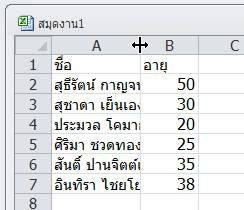 สมุดงาน1
A B C
1 ชื่อ อายุ
2 สุธีรัตน์ กาญจน 50
3 สุชาดา เย็นเอง 30
4 ประมวล โคมา 20
5 ศิริมา ชวดทอง 25
6 สันติ์ ปานจิตต์ 35
7 อินทิรา ไชยโย 38